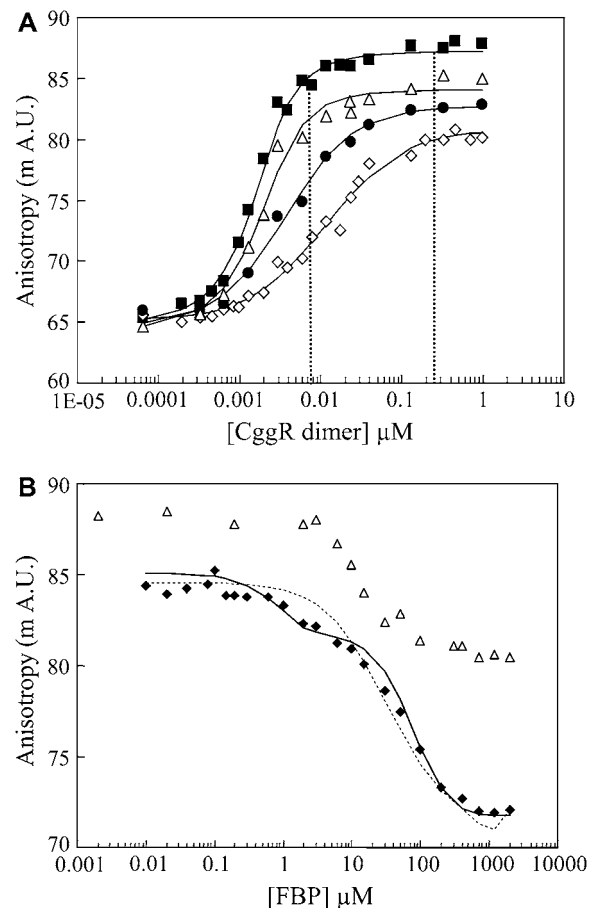 A
90
85
80
75
70
65
60
Anisotropy (m A.U.)
1E-05 0.0001 0.001 0.01 0.1 1 10
[CggR dimer] μM
B
90
85
80
75
70
Anisotropy (m A.U.)
0.001 0.01 0.1 1 10 100 1000 10000
[FBP] μM